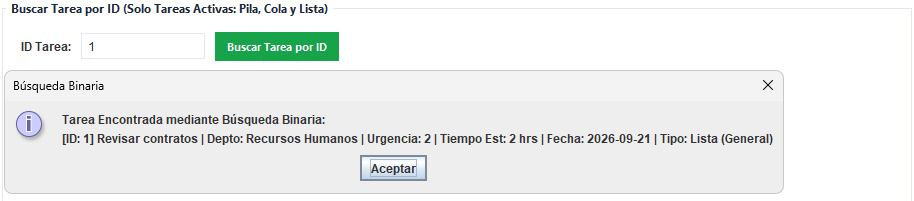 Buscar Tarea por ID (Solo Tareas Activas: Pila, Cola y Lista)
ID Tarea: 1 Buscar Tarea por ID
Búsqueda Binaria
Tarea Encontrada mediante Búsqueda Binaria:
[ID: 1] Revisar contratos | Depto: Recursos Humanos | Urgencia: 2 | Tiempo Est: 2 hrs | Fecha: 2026-09-21 | Tipo: Lista (General)
Aceptar